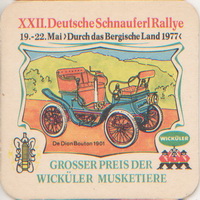 XXII. Deutsche Schnauferl Rallye
19.-22. Mai > Durch das Bergische Land 1977 <
WICKÜLER
De Dion Bouton 1901
GROSSER PREIS DER
WICKÜLER MUSKETIERE